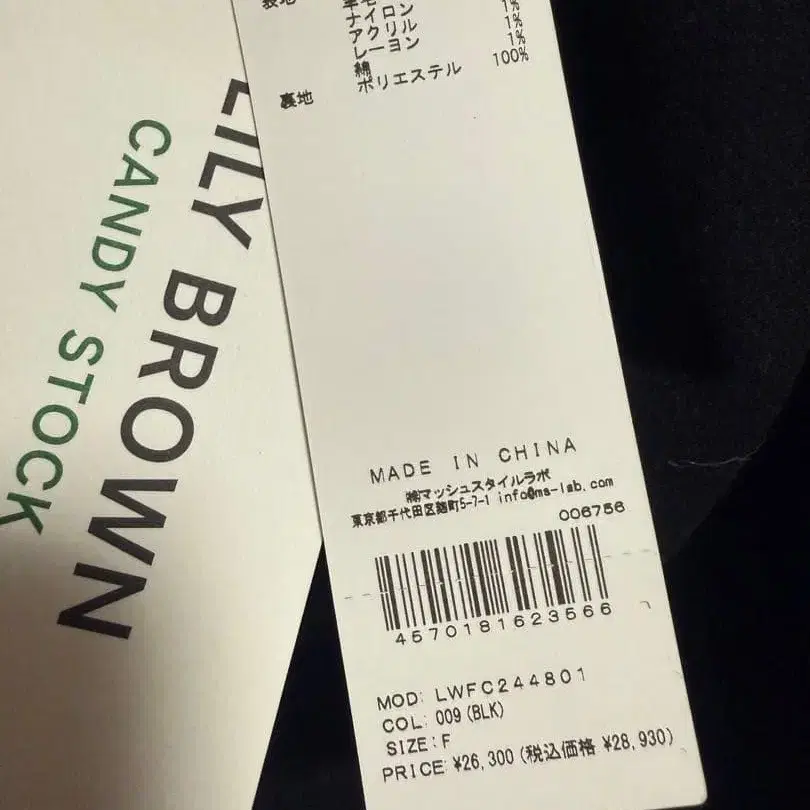 LILY BROWN
CANDY STOCK
表地
ナイロン 1%
アクリル 1%
レーヨン 1%
綿
裏地 ポリエステル 100%
MADE IN CHINA
㈱マッシュスタイルラボ
東京都千代田区麹町5-7-1 info@ms-lab.com
006756
4570181623566
MOD: LWFC244801
COL: 009(BLK)
SIZE:F
PRICE: ¥26,300(税込価格 ¥28,930)